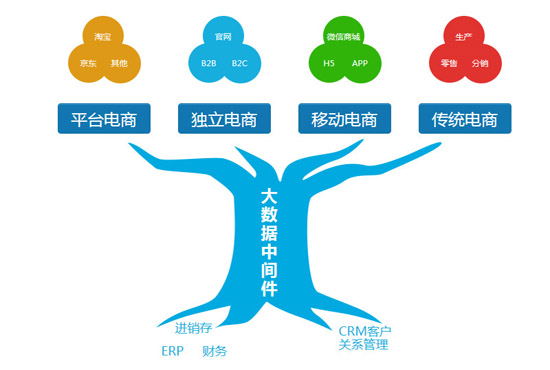 淘宝
京东 其他
官网
B2B B2C
微信商城
H5 APP
生产
零售 分销
平台电商
独立电商
移动电商
传统电商
大数据中间件
进销存
ERP 财务
CRM客户
关系管理